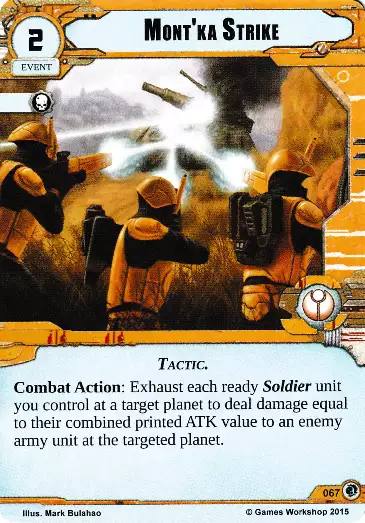 2
EVENT
MONT'KA STRIKE
TACTIC.
Combat Action: Exhaust each ready Soldier unit
you control at a target planet to deal damage equal
to their combined printed ATK value to an enemy
army unit at the targeted planet.
067
Illus. Mark Bulahao
© Games Workshop 2015